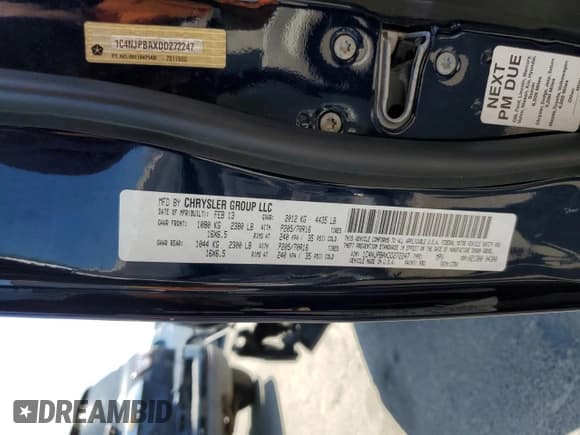 1C4NJPBAXDD272247
MFD BY CHRYSLER GROUP LLC
DATE OF MFR(BUILT): FEB 13
GVWR: 2012 KG 4435 LB
GAWR FRONT: 1080 KG 2380 LB WITH P205/70R16 TIRES
16X6.5 RIMS AT 240 KPA / 35 PSI COLD
GAWR REAR: 1044 KG 2300 LB WITH P205/70R16 TIRES
16X6.5 RIMS AT 240 KPA / 35 PSI COLD
THIS VEHICLE CONFORMS TO ALL APPLICABLE U.S.A. FEDERAL MOTOR VEHICLE SAFETY AND
THEFT PREVENTION STANDARDS IN EFFECT ON THE DATE OF MANUFACTURE SHOWN ABOVE.
VIN: 1C4NJPBAXDD272247 TYPE: MPV
VEHICLE MADE IN U.S.A.
NEXT
PM DUE
DREAMBID